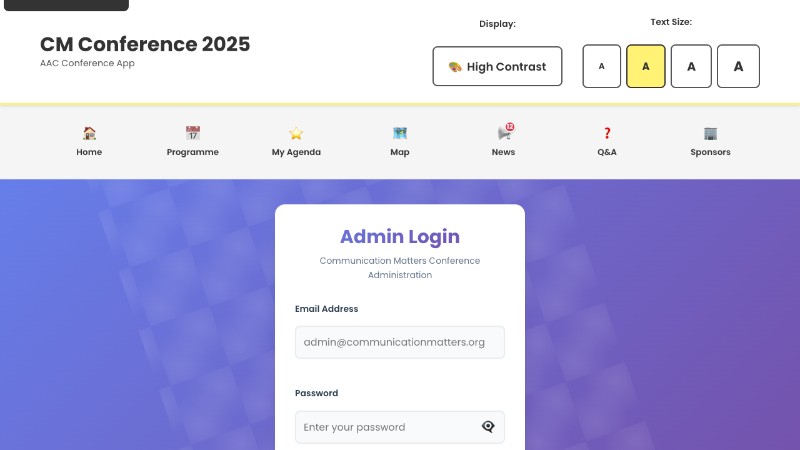 CM Conference 2025
AAC Conference App
Display:
High Contrast
Text Size:
A A A A
Home
Programme
My Agenda
Map
12
News
Q&A
Sponsors
Admin Login
Communication Matters Conference
Administration
Email Address
admin@communicationmatters.org
Password
Enter your password